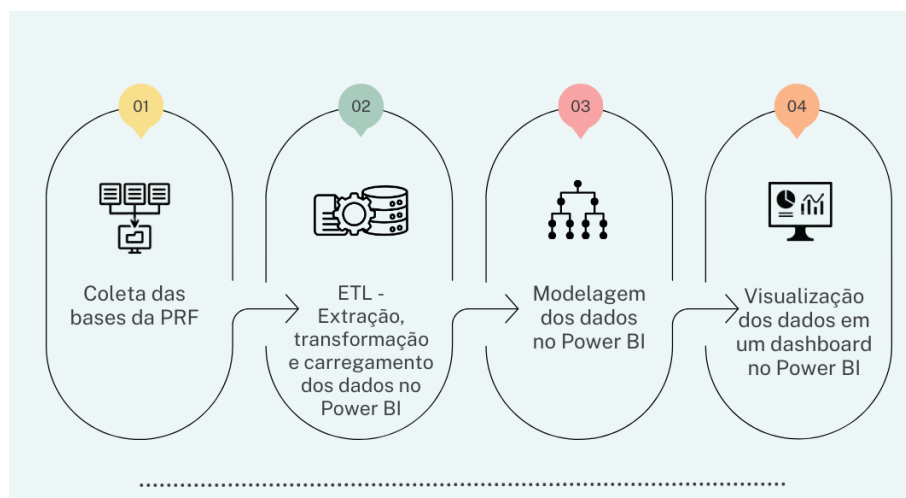 01
Coleta das
bases da PRF
02
ETL -
Extração,
transformação
e carregamento
dos dados no
Power BI
03
Modelagem
dos dados
no Power BI
04
Visualização
dos dados em
um dashboard
no Power BI